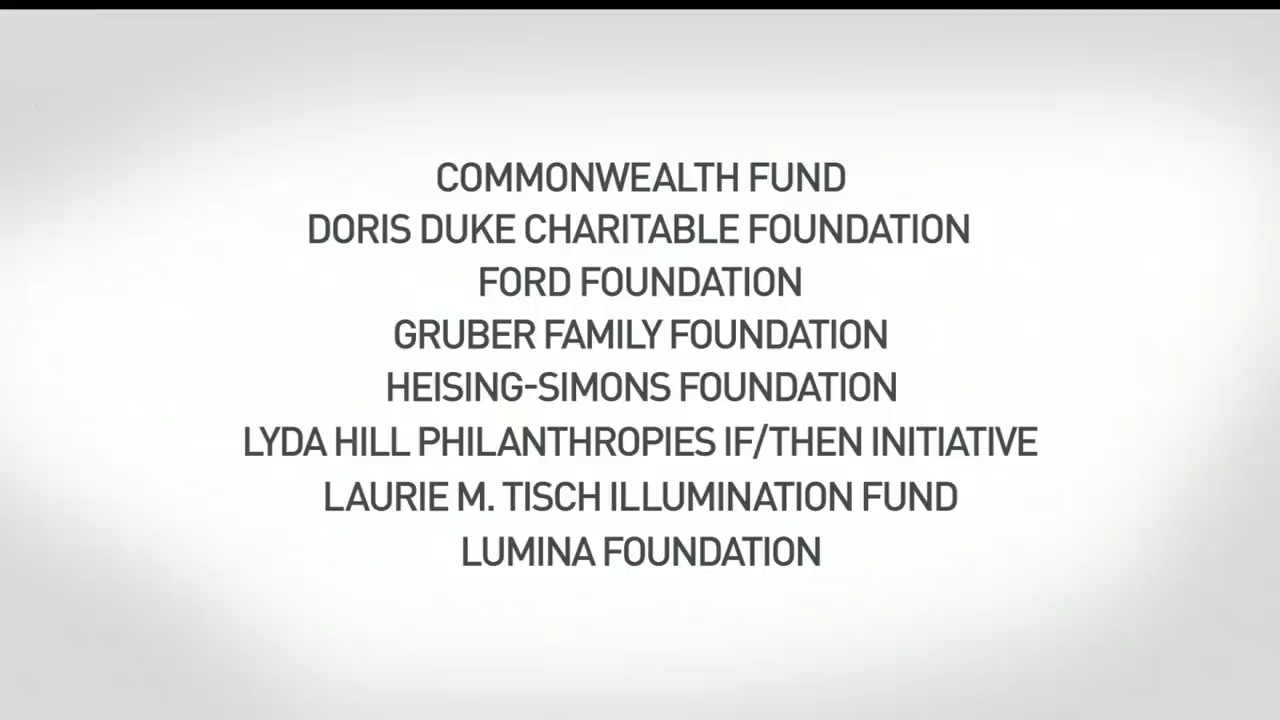 COMMONWEALTH FUND
DORIS DUKE CHARITABLE FOUNDATION
FORD FOUNDATION
GRUBER FAMILY FOUNDATION
HEISING-SIMONS FOUNDATION
LYDA HILL PHILANTHROPIES IF/THEN INITIATIVE
LAURIE M. TISCH ILLUMINATION FUND
LUMINA FOUNDATION